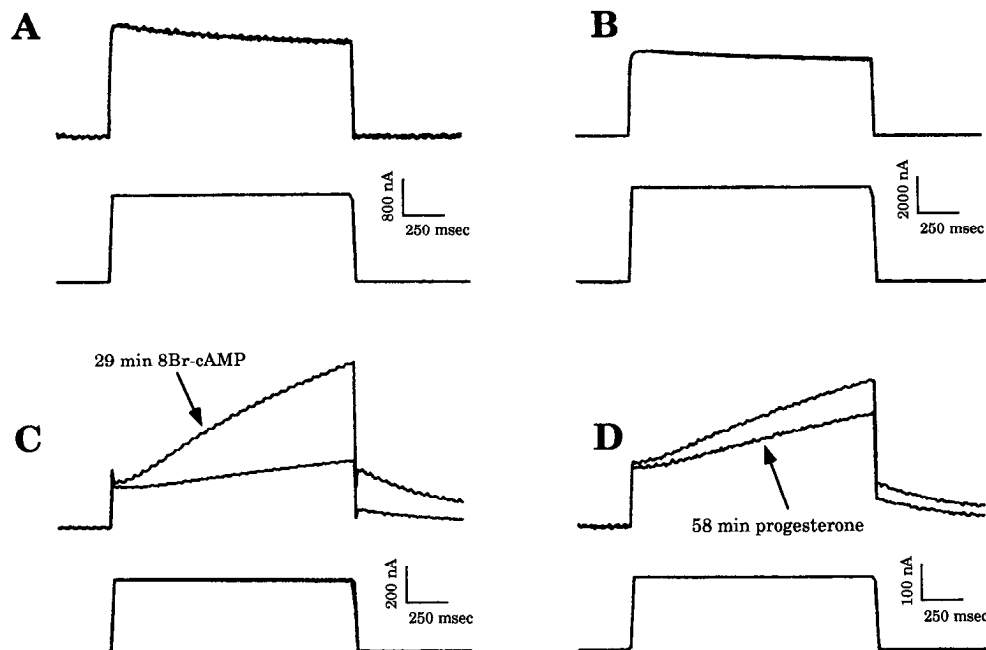 A
B
800 nA
250 msec
2000 nA
250 msec
29 min 8Br-cAMP
C
D
58 min progesterone
200 nA
250 msec
100 nA
250 msec